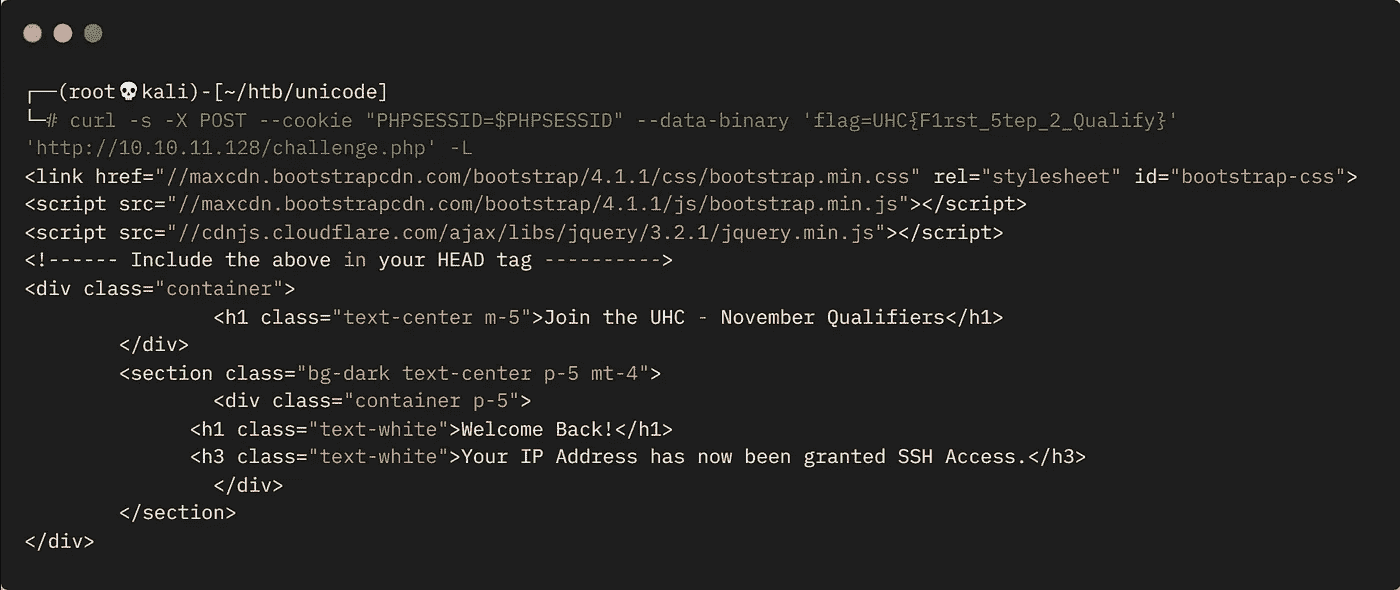 ┌──(root💀kali)-[~/htb/unicode]
└─# curl -s -X POST --cookie "PHPSESSID=$PHPSESSID" --data-binary 'flag=UHC{F1rst_5tep_2_Qualify}'
'http://10.10.11.128/challenge.php' -L
<link href="//maxcdn.bootstrapcdn.com/bootstrap/4.1.1/css/bootstrap.min.css" rel="stylesheet" id="bootstrap-css">
<script src="//maxcdn.bootstrapcdn.com/bootstrap/4.1.1/js/bootstrap.min.js"></script>
<script src="//cdnjs.cloudflare.com/ajax/libs/jquery/3.2.1/jquery.min.js"></script>
<!------ Include the above in your HEAD tag ---------->
<div class="container">
                <h1 class="text-center m-5">Join the UHC - November Qualifiers</h1>
        </div>
        <section class="bg-dark text-center p-5 mt-4">
                <div class="container p-5">
              <h1 class="text-white">Welcome Back!</h1>
              <h3 class="text-white">Your IP Address has now been granted SSH Access.</h3>
                </div>
        </section>
</div>